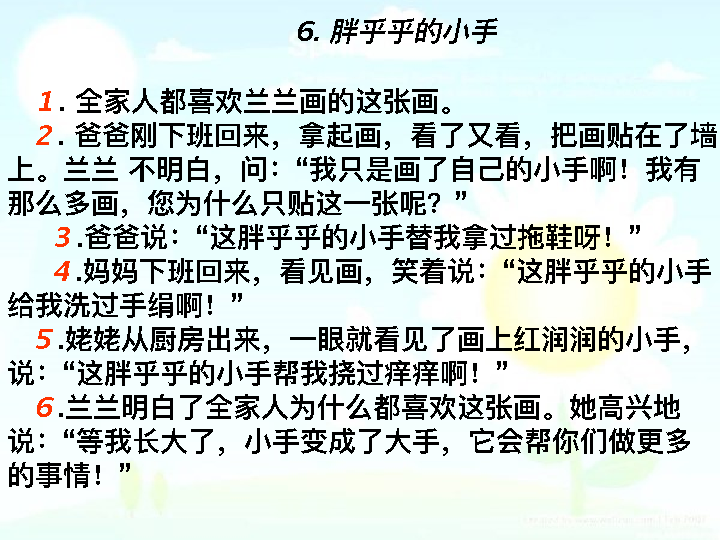 6. 胖乎乎的小手
1. 全家人都喜欢兰兰画的这张画。
2. 爸爸刚下班回来，拿起画，看了又看，把画贴在了墙
上。兰兰 不明白，问：“我只是画了自己的小手啊！我有
那么多画，您为什么只贴这一张呢？”
3.爸爸说：“这胖乎乎的小手替我拿过拖鞋呀！”
4.妈妈下班回来，看见画，笑着说：“这胖乎乎的小手
给我洗过手绢啊！”
5.姥姥从厨房出来，一眼就看见了画上红润润的小手，
说：“这胖乎乎的小手帮我挠过痒痒啊！”
6.兰兰明白了全家人为什么都喜欢这张画。她高兴地
说：“等我长大了，小手变成了大手，它会帮你们做更多
的事情！”